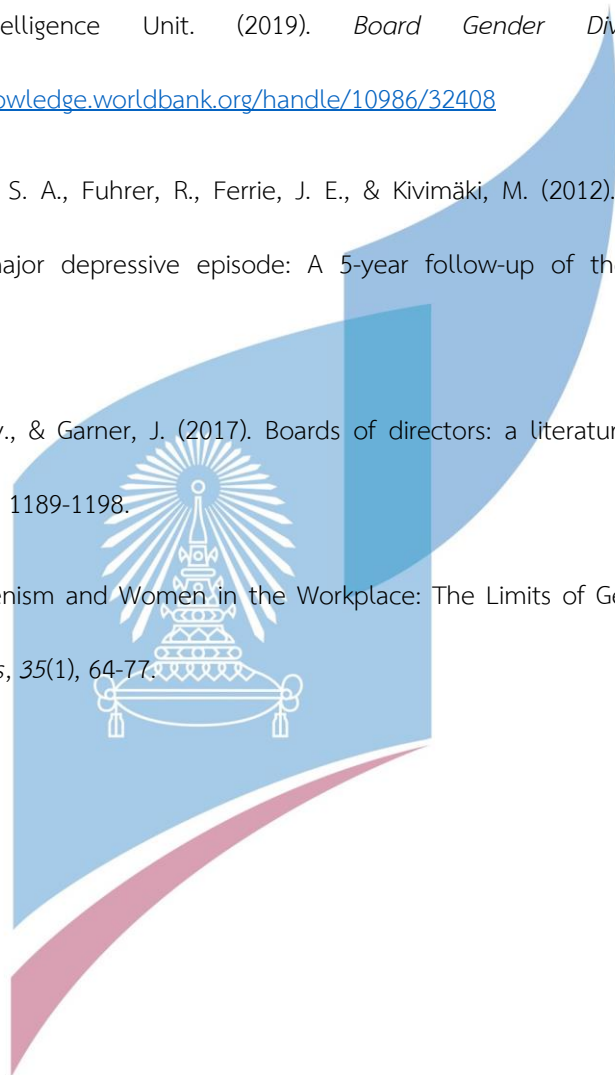 elligence Unit. (2019). Board Gender Div
owledge.worldbank.org/handle/10986/32408
S. A., Fuhrer, R., Ferrie, J. E., & Kivimäki, M. (2012).
ajor depressive episode: A 5-year follow-up of th
., & Garner, J. (2017). Boards of directors: a literatur
1189-1198.
enism and Women in the Workplace: The Limits of Ge
s, 35(1), 64-77.